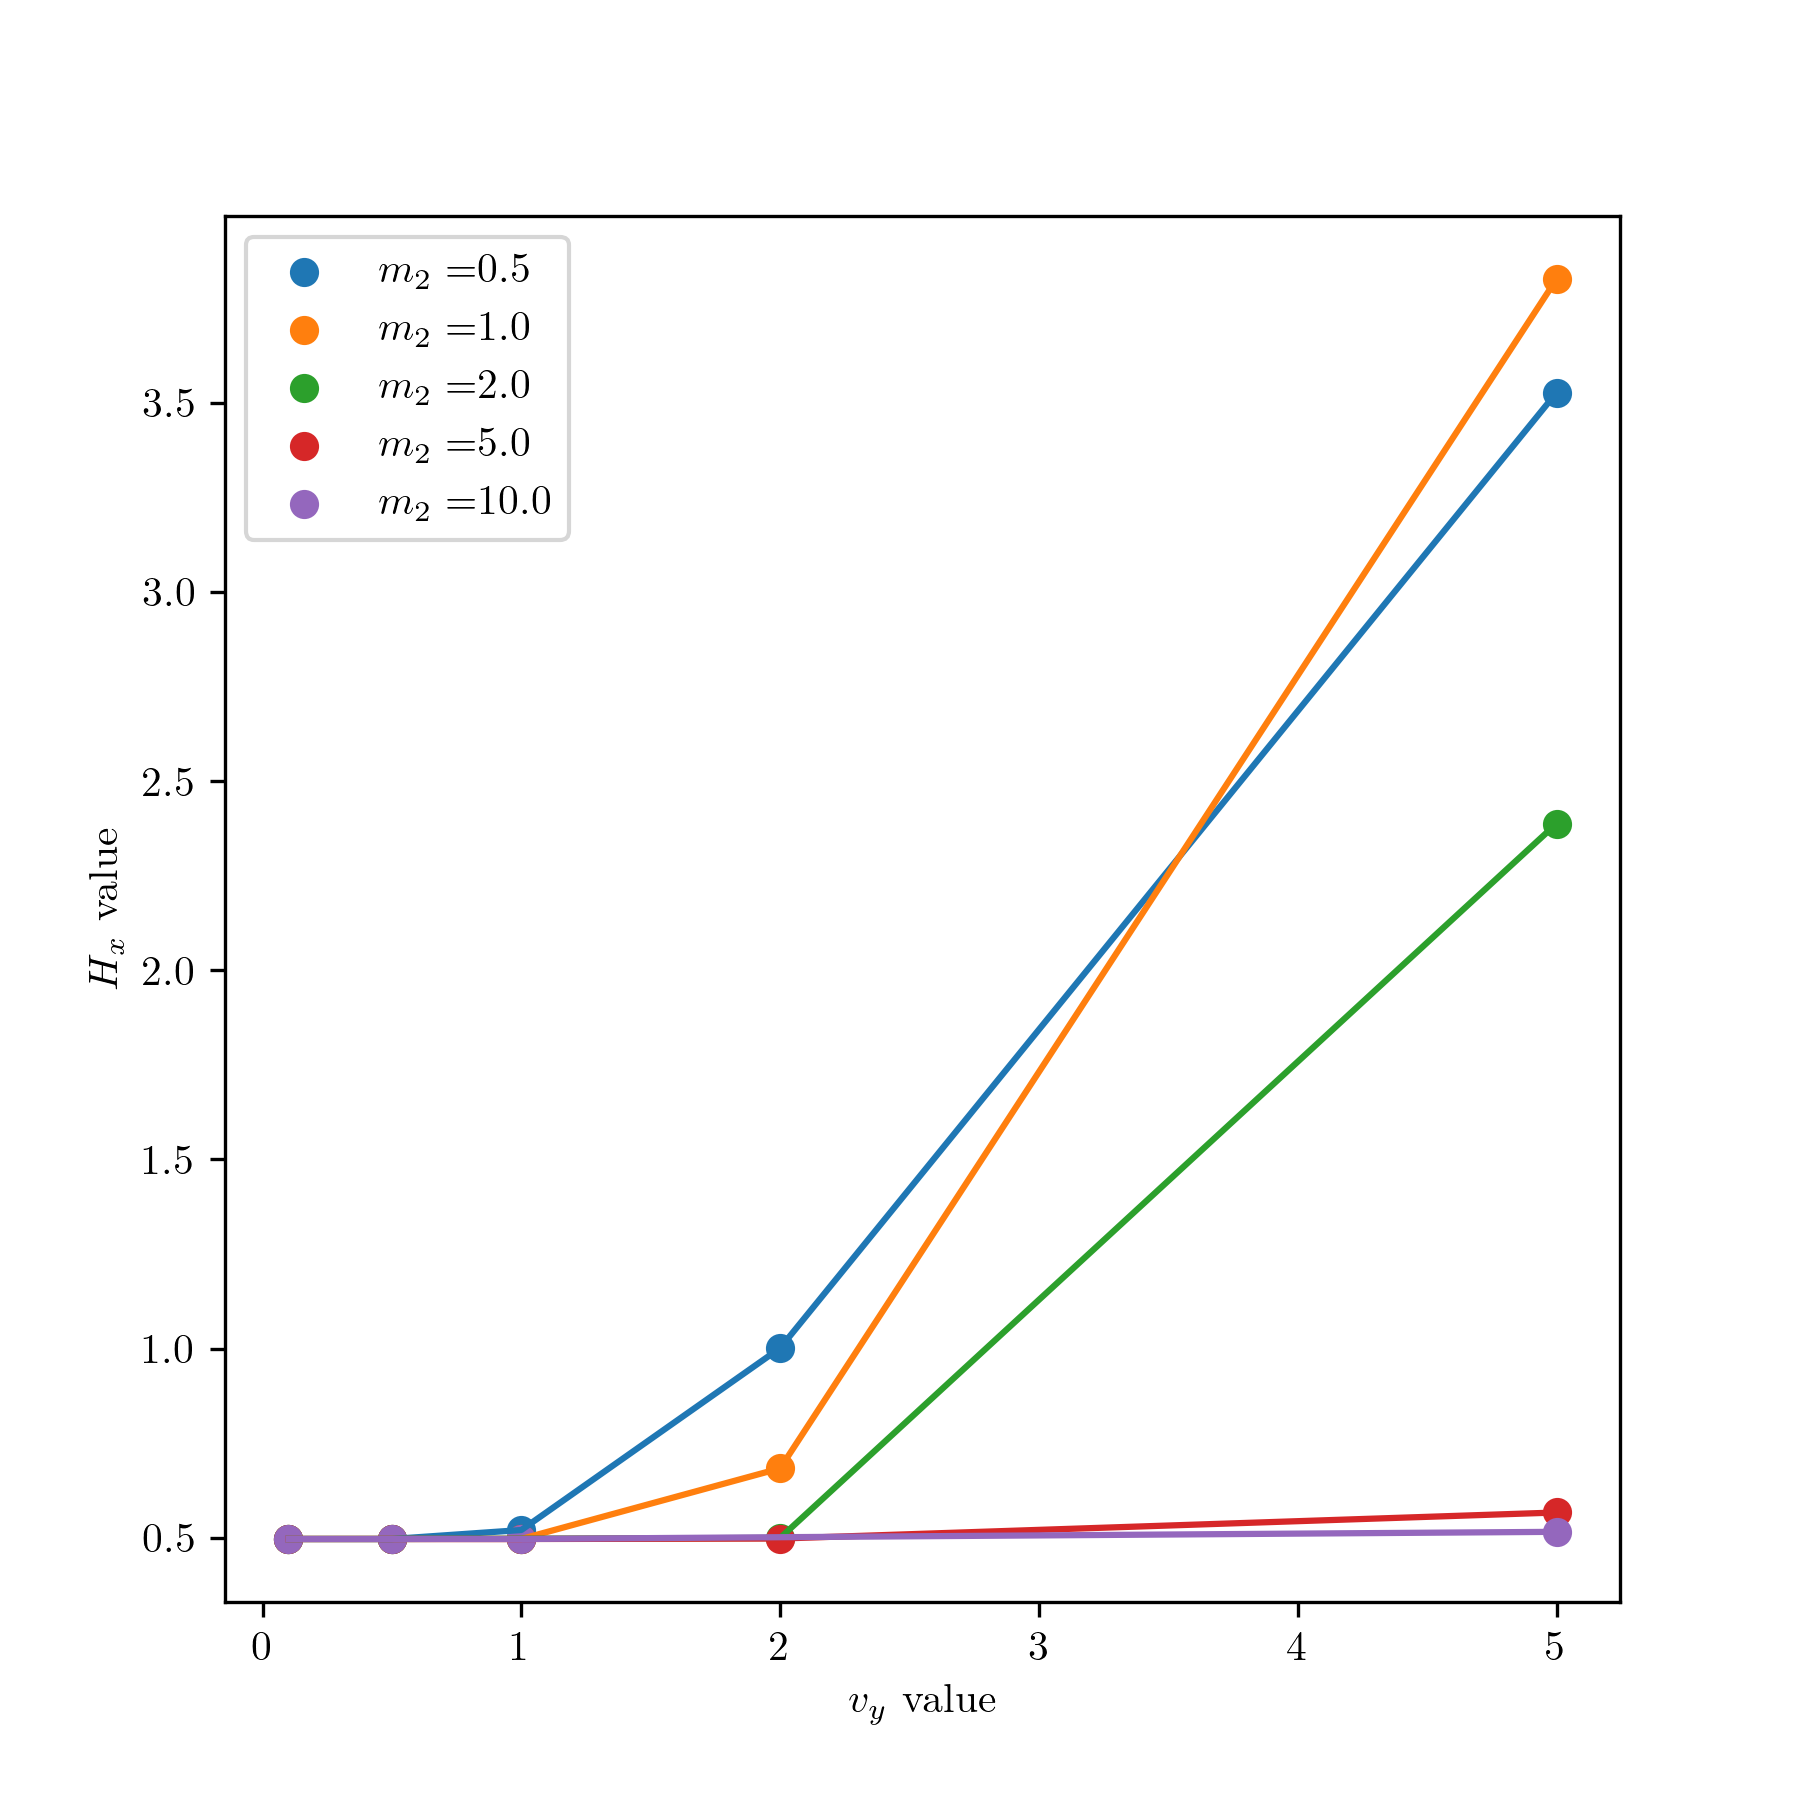 m₂ =0.5
m₂ =1.0
m₂ =2.0
m₂ =5.0
m₂ =10.0
3.5
3.0
2.5
2.0
1.5
1.0
0.5
Hₓ value
0 1 2 3 4 5
v_y value